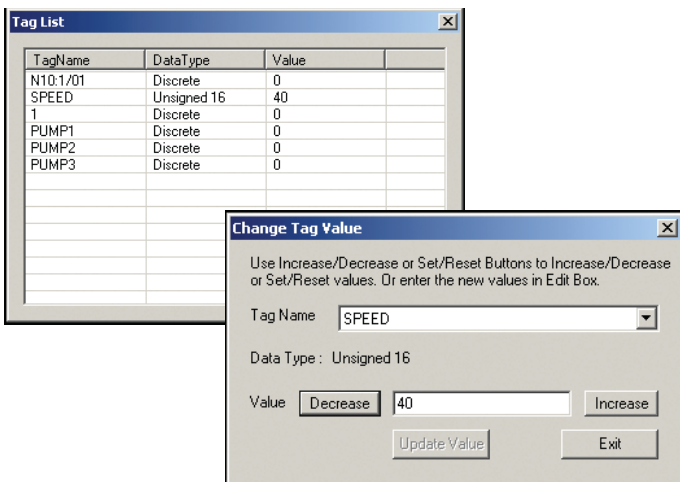 Tag List
TagName DataType Value
N10:1/01 Discrete 0
SPEED Unsigned 16 40
1 Discrete 0
PUMP1 Discrete 0
PUMP2 Discrete 0
PUMP3 Discrete 0
Change Tag Value
Use Increase/Decrease or Set/Reset Buttons to Increase/Decrease
or Set/Reset values. Or enter the new values in Edit Box.
Tag Name SPEED
Data Type : Unsigned 16
Value Decrease 40 Increase
Update Value Exit